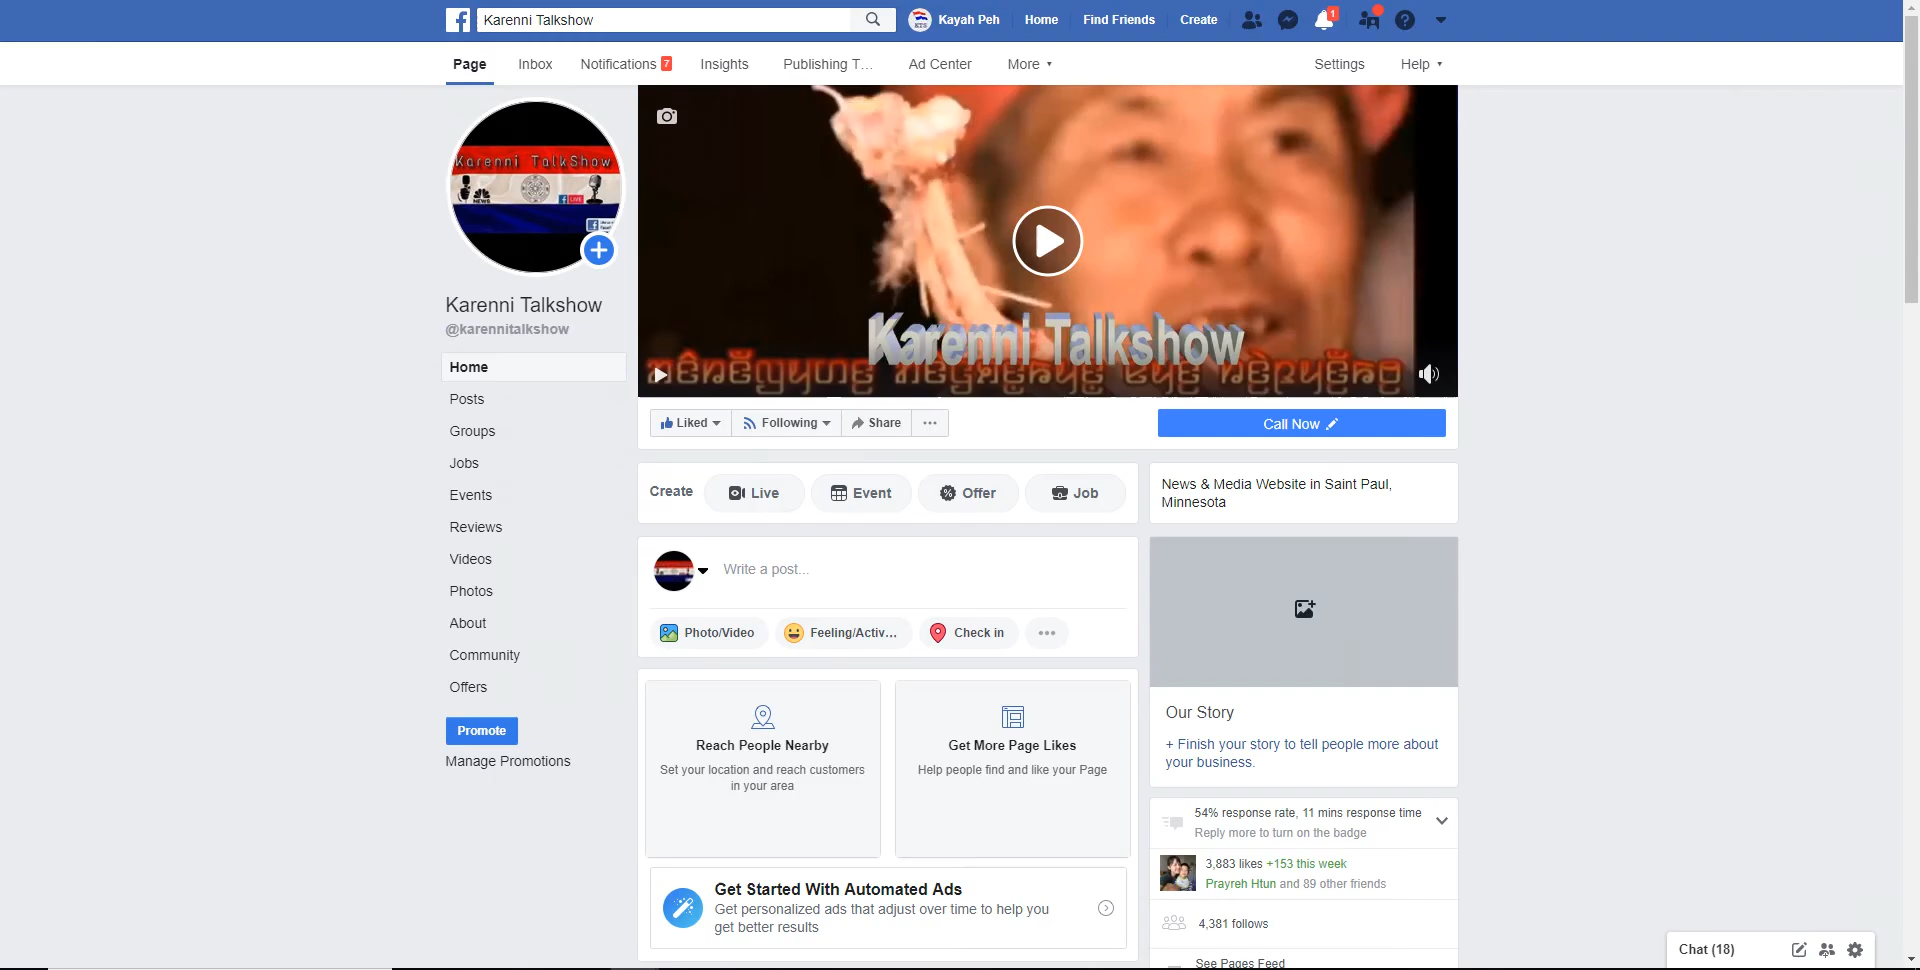 Karenni Talkshow
Kayah Peh
Home
Find Friends
Create
1
Page
Inbox
Notifications 7
Insights
Publishing T...
Ad Center
More
Settings
Help
Karenni TalkShow
NEWS
LIVE
Karenni Talkshow
@karennitalkshow
Home
Posts
Groups
Jobs
Events
Reviews
Videos
Photos
About
Community
Offers
Promote
Manage Promotions
Karenni Talkshow
Liked
Following
Share
Call Now
Create
Live
Event
Offer
Job
Write a post...
Photo/Video
Feeling/Activ...
Check in
Reach People Nearby
Set your location and reach customers
in your area
Get More Page Likes
Help people find and like your Page
Get Started With Automated Ads
Get personalized ads that adjust over time to help you
get better results
News & Media Website in Saint Paul,
Minnesota
Our Story
+ Finish your story to tell people more about
your business.
54% response rate, 11 mins response time
Reply more to turn on the badge
3,883 likes +153 this week
Prayreh Htun and 89 other friends
4,381 follows
See Pages Feed
Chat (18)